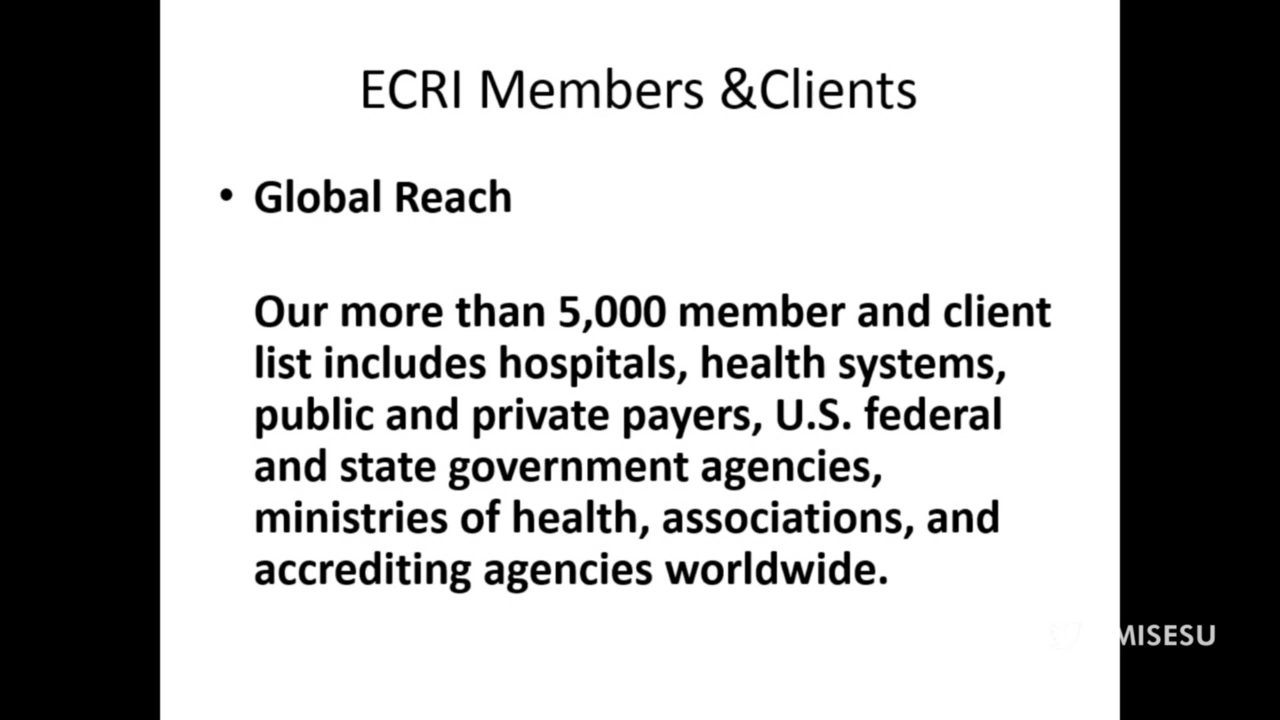 ECRI Members &Clients
• Global Reach
Our more than 5,000 member and client
list includes hospitals, health systems,
public and private payers, U.S. federal
and state government agencies,
ministries of health, associations, and
accrediting agencies worldwide.
MISESU